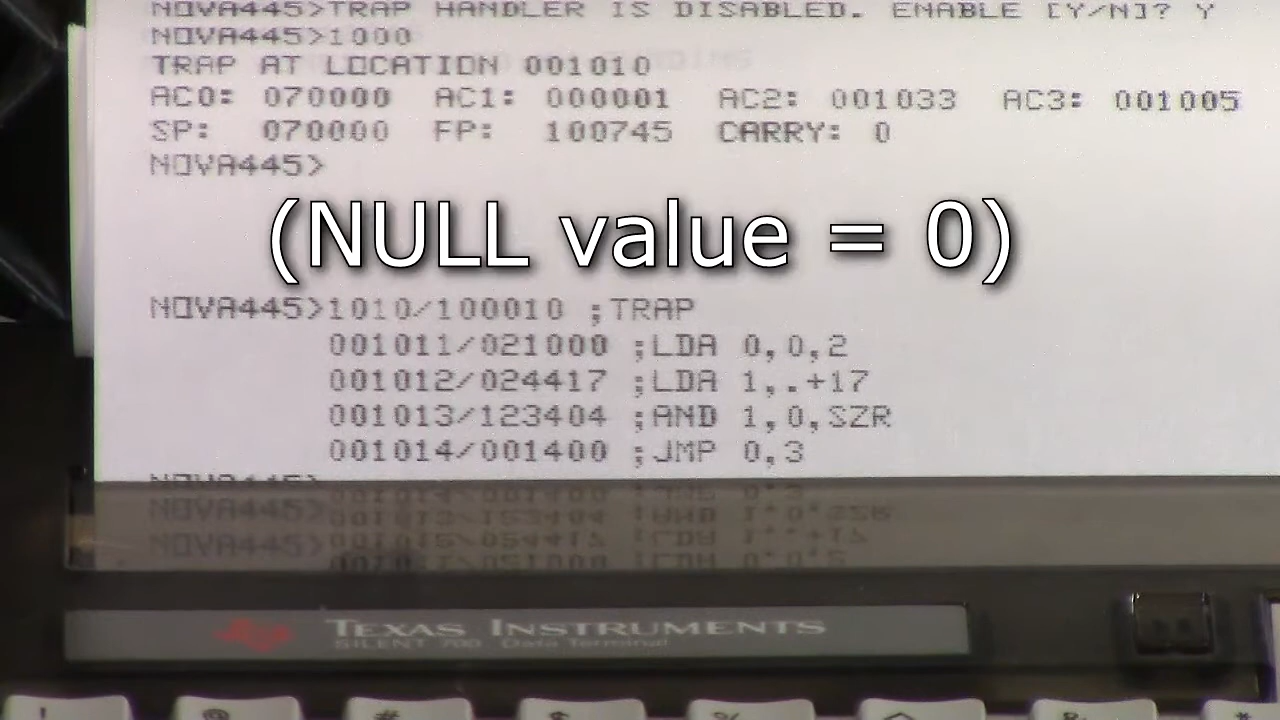 NOVA445>TRAP HANDLER IS DISABLED. ENABLE [Y/N]? Y
NOVA445>1000
TRAP AT LOCATION 001010
AC0: 070000 AC1: 000001 AC2: 001033 AC3: 001005
SP: 070000 FP: 100745 CARRY: 0
NOVA445>
(NULL value = 0)
NOVA445>1010/100010 ;TRAP
001011/021000 ;LDA 0,0,2
001012/024417 ;LDA 1,.+17
001013/123404 ;AND 1,0,SZR
001014/001400 ;JMP 0,3
NOVA445>
TEXAS INSTRUMENTS
SILENT 700 Data Terminal
! @ # $ % ^ & *